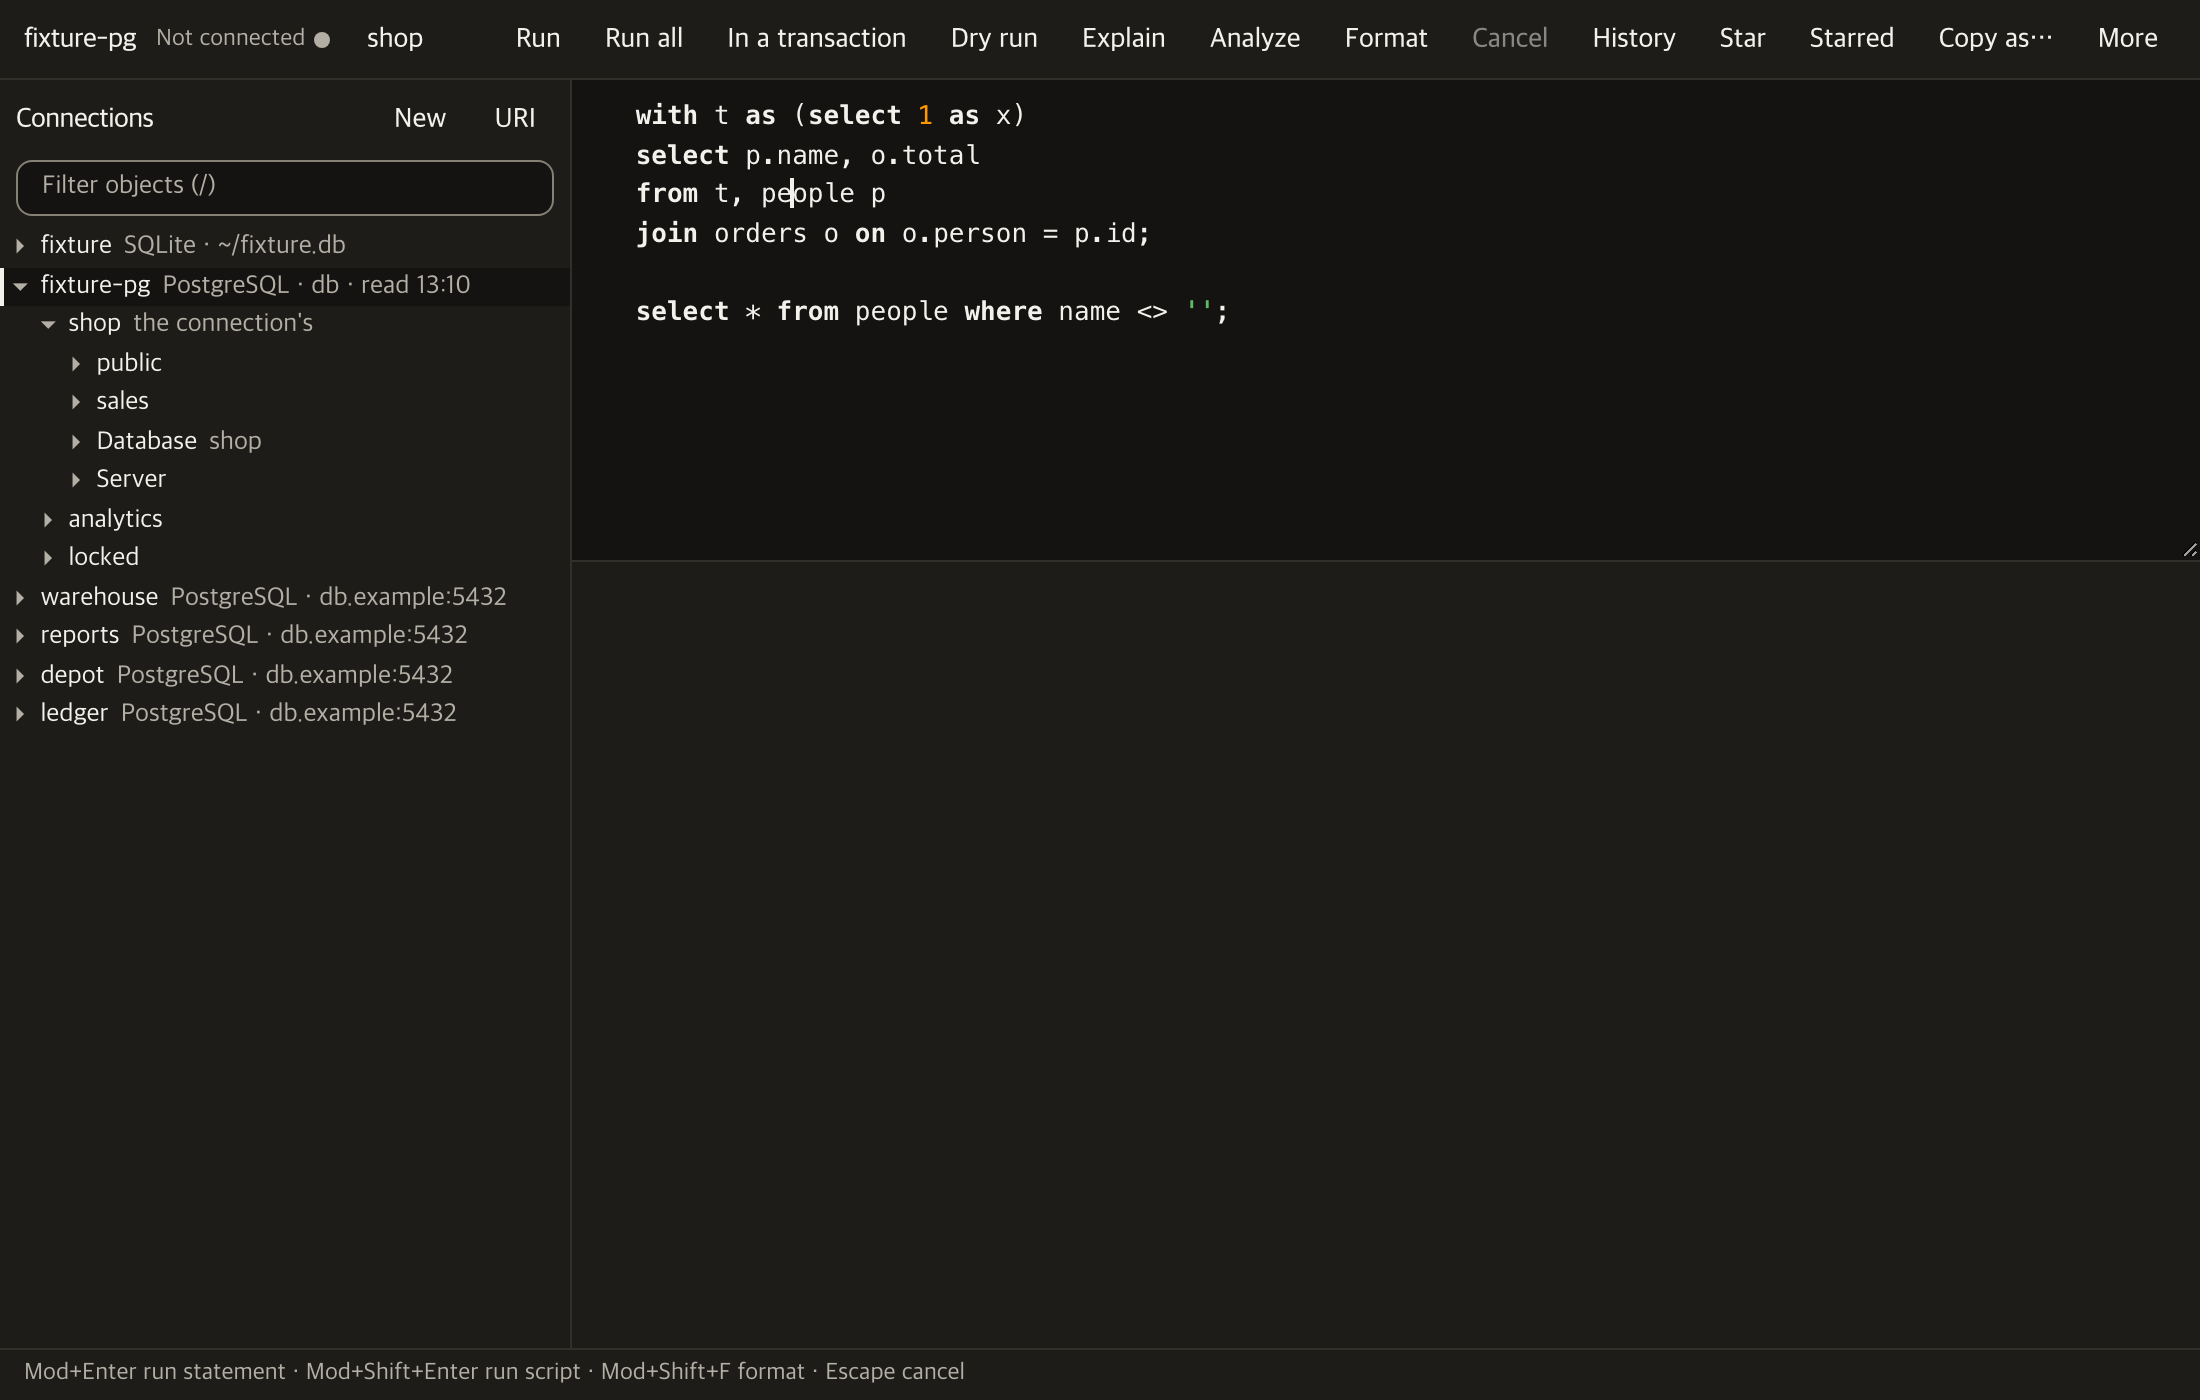 fixture-pg Not connected shop Run Run all In a transaction Dry run Explain Analyze Format Cancel History Star Starred Copy as··· More
Connections New URI
Filter objects (/)
fixture SQLite · ~/fixture.db
fixture-pg PostgreSQL · db · read 13:10
shop the connection's
public
sales
Database shop
Server
analytics
locked
warehouse PostgreSQL · db.example:5432
reports PostgreSQL · db.example:5432
depot PostgreSQL · db.example:5432
ledger PostgreSQL · db.example:5432
with t as (select 1 as x)
select p.name, o.total
from t, people p
join orders o on o.person = p.id;
select * from people where name <> '';
Mod+Enter run statement · Mod+Shift+Enter run script · Mod+Shift+F format · Escape cancel